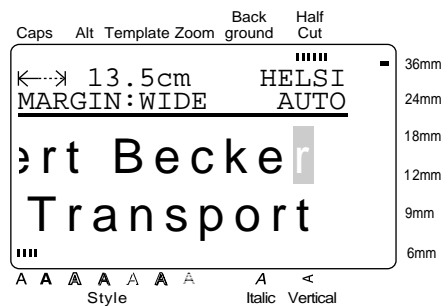 Back Half
Caps Alt Template Zoom ground Cut
36mm
13.5cm HELSI
MARGIN:WIDE AUTO
24mm
18mm
ert Becker
12mm
Transport
9mm
6mm
A A A A A A A A A
Style Italic Vertical